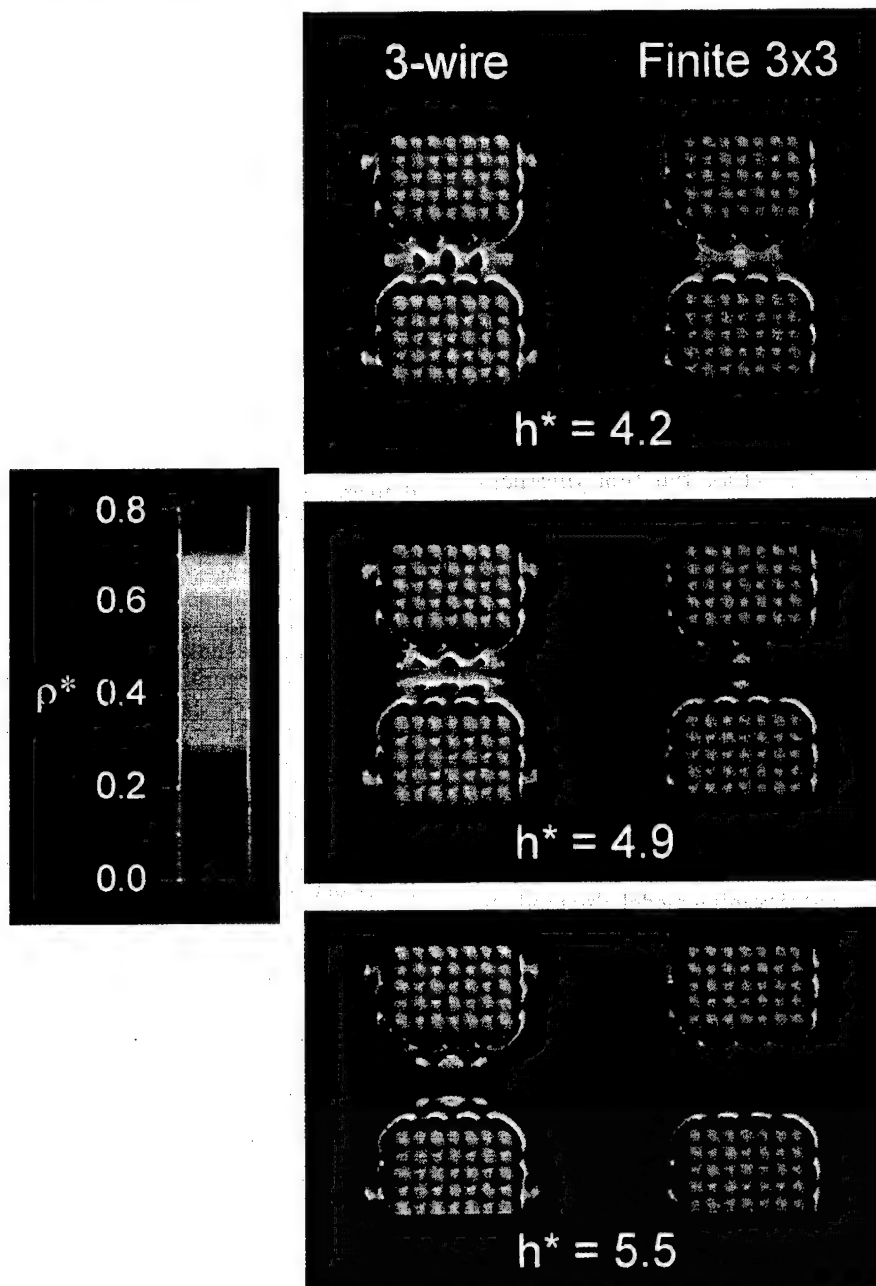 3-wire Finite 3x3
h* = 4.2
0.8
0.6
ρ* 0.4
0.2
0.0
h* = 4.9
h* = 5.5